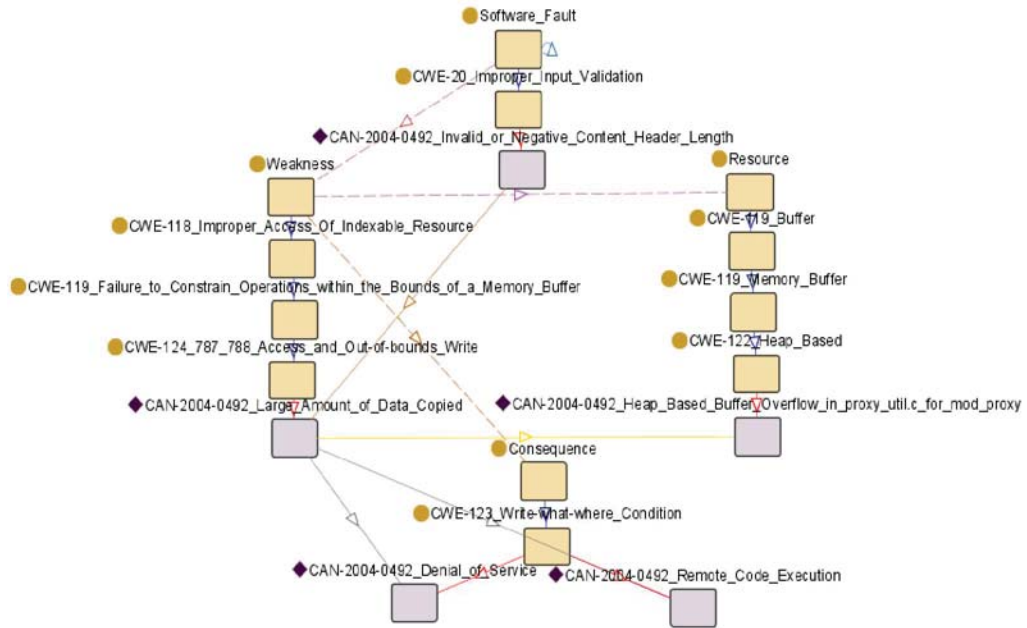 Software_Fault
CWE-20_Improper_Input_Validation
CAN-2004-0492_Invalid_or_Negative_Content_Header_Length
Weakness
Resource
CWE-118_Improper_Access_Of_Indexable_Resource
CWE-119_Buffer
CWE-119_Failure_to_Constrain_Operations_within_the_Bounds_of_a_Memory_Buffer
CWE-119_Memory_Buffer
CWE-124_787_788_Access_and_Out-of-bounds_Write
CWE-122_Heap_Based
CAN-2004-0492_Large_Amount_of_Data_Copied
CAN-2004-0492_Heap_Based_Buffer_Overflow_in_proxy_util.c_for_mod_proxy
Consequence
CWE-123_Write-what-where_Condition
CAN-2004-0492_Denial_of_Service
CAN-2004-0492_Remote_Code_Execution